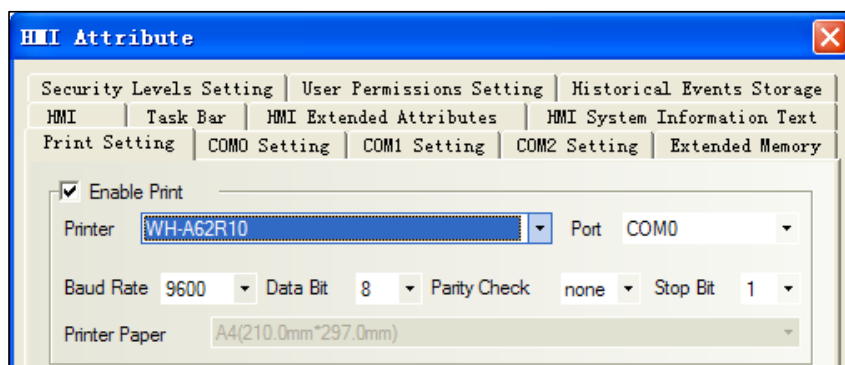 HMI Attribute
Security Levels Setting User Permissions Setting Historical Events Storage
HMI Task Bar HMI Extended Attributes HMI System Information Text
Print Setting COM0 Setting COM1 Setting COM2 Setting Extended Memory
Enable Print
Printer WH-A62R10 Port COM0
Baud Rate 9600 Data Bit 8 Parity Check none Stop Bit 1
Printer Paper A4(210.0mm*297.0mm)